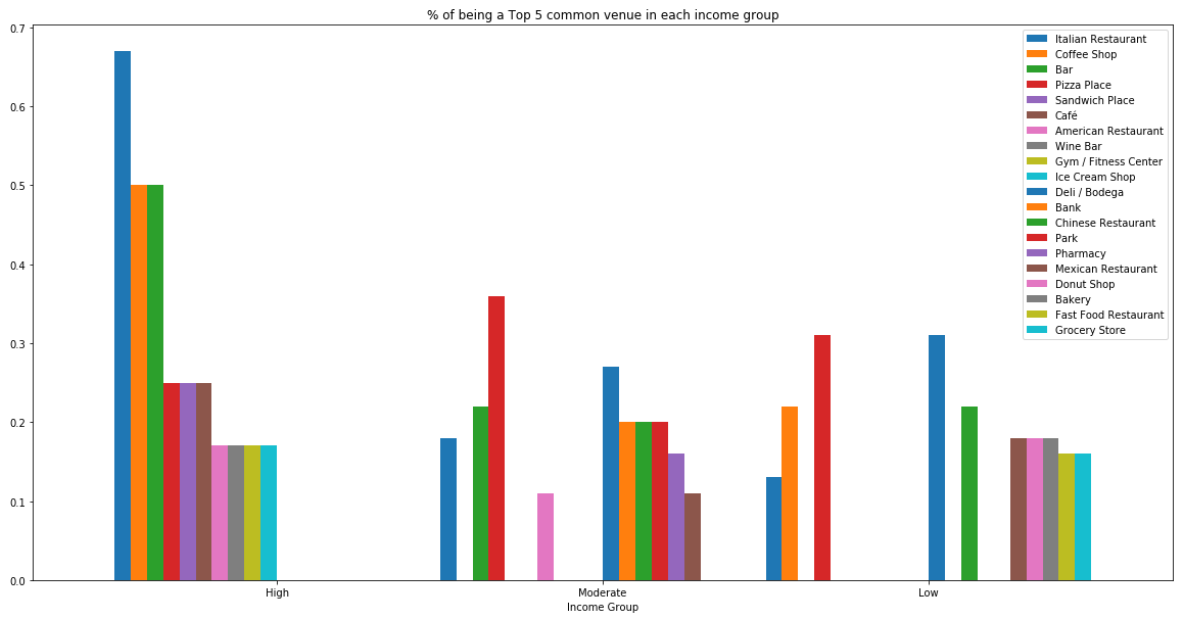 % of being a Top 5 common venue in each income group
0.7
0.6
0.5
0.4
0.3
0.2
0.1
0.0
Italian Restaurant
Coffee Shop
Bar
Pizza Place
Sandwich Place
Café
American Restaurant
Wine Bar
Gym / Fitness Center
Ice Cream Shop
Deli / Bodega
Bank
Chinese Restaurant
Park
Pharmacy
Mexican Restaurant
Donut Shop
Bakery
Fast Food Restaurant
Grocery Store
High Moderate Low
Income Group